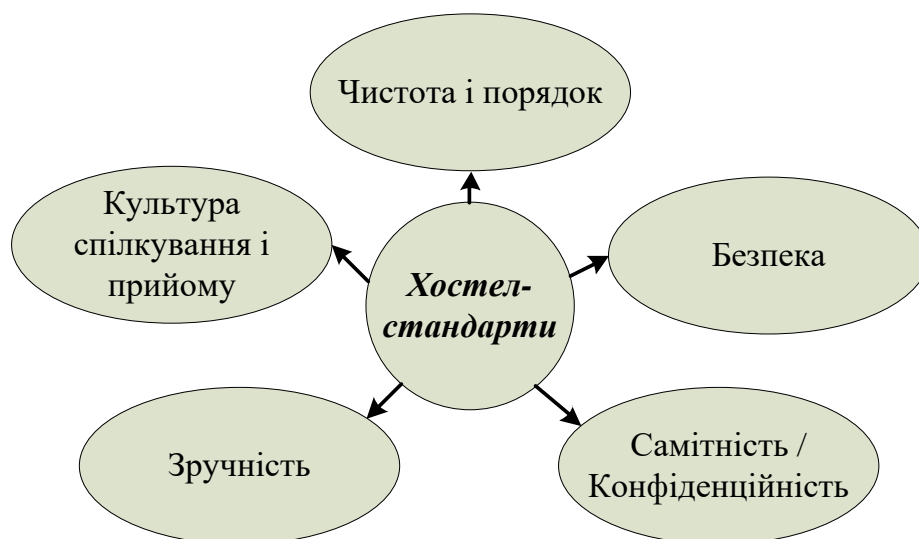 Чистота і порядок
Культура
спілкування і
прийому
Безпека
Хостел-
стандарти
Зручність
Самітність /
Конфіденційність